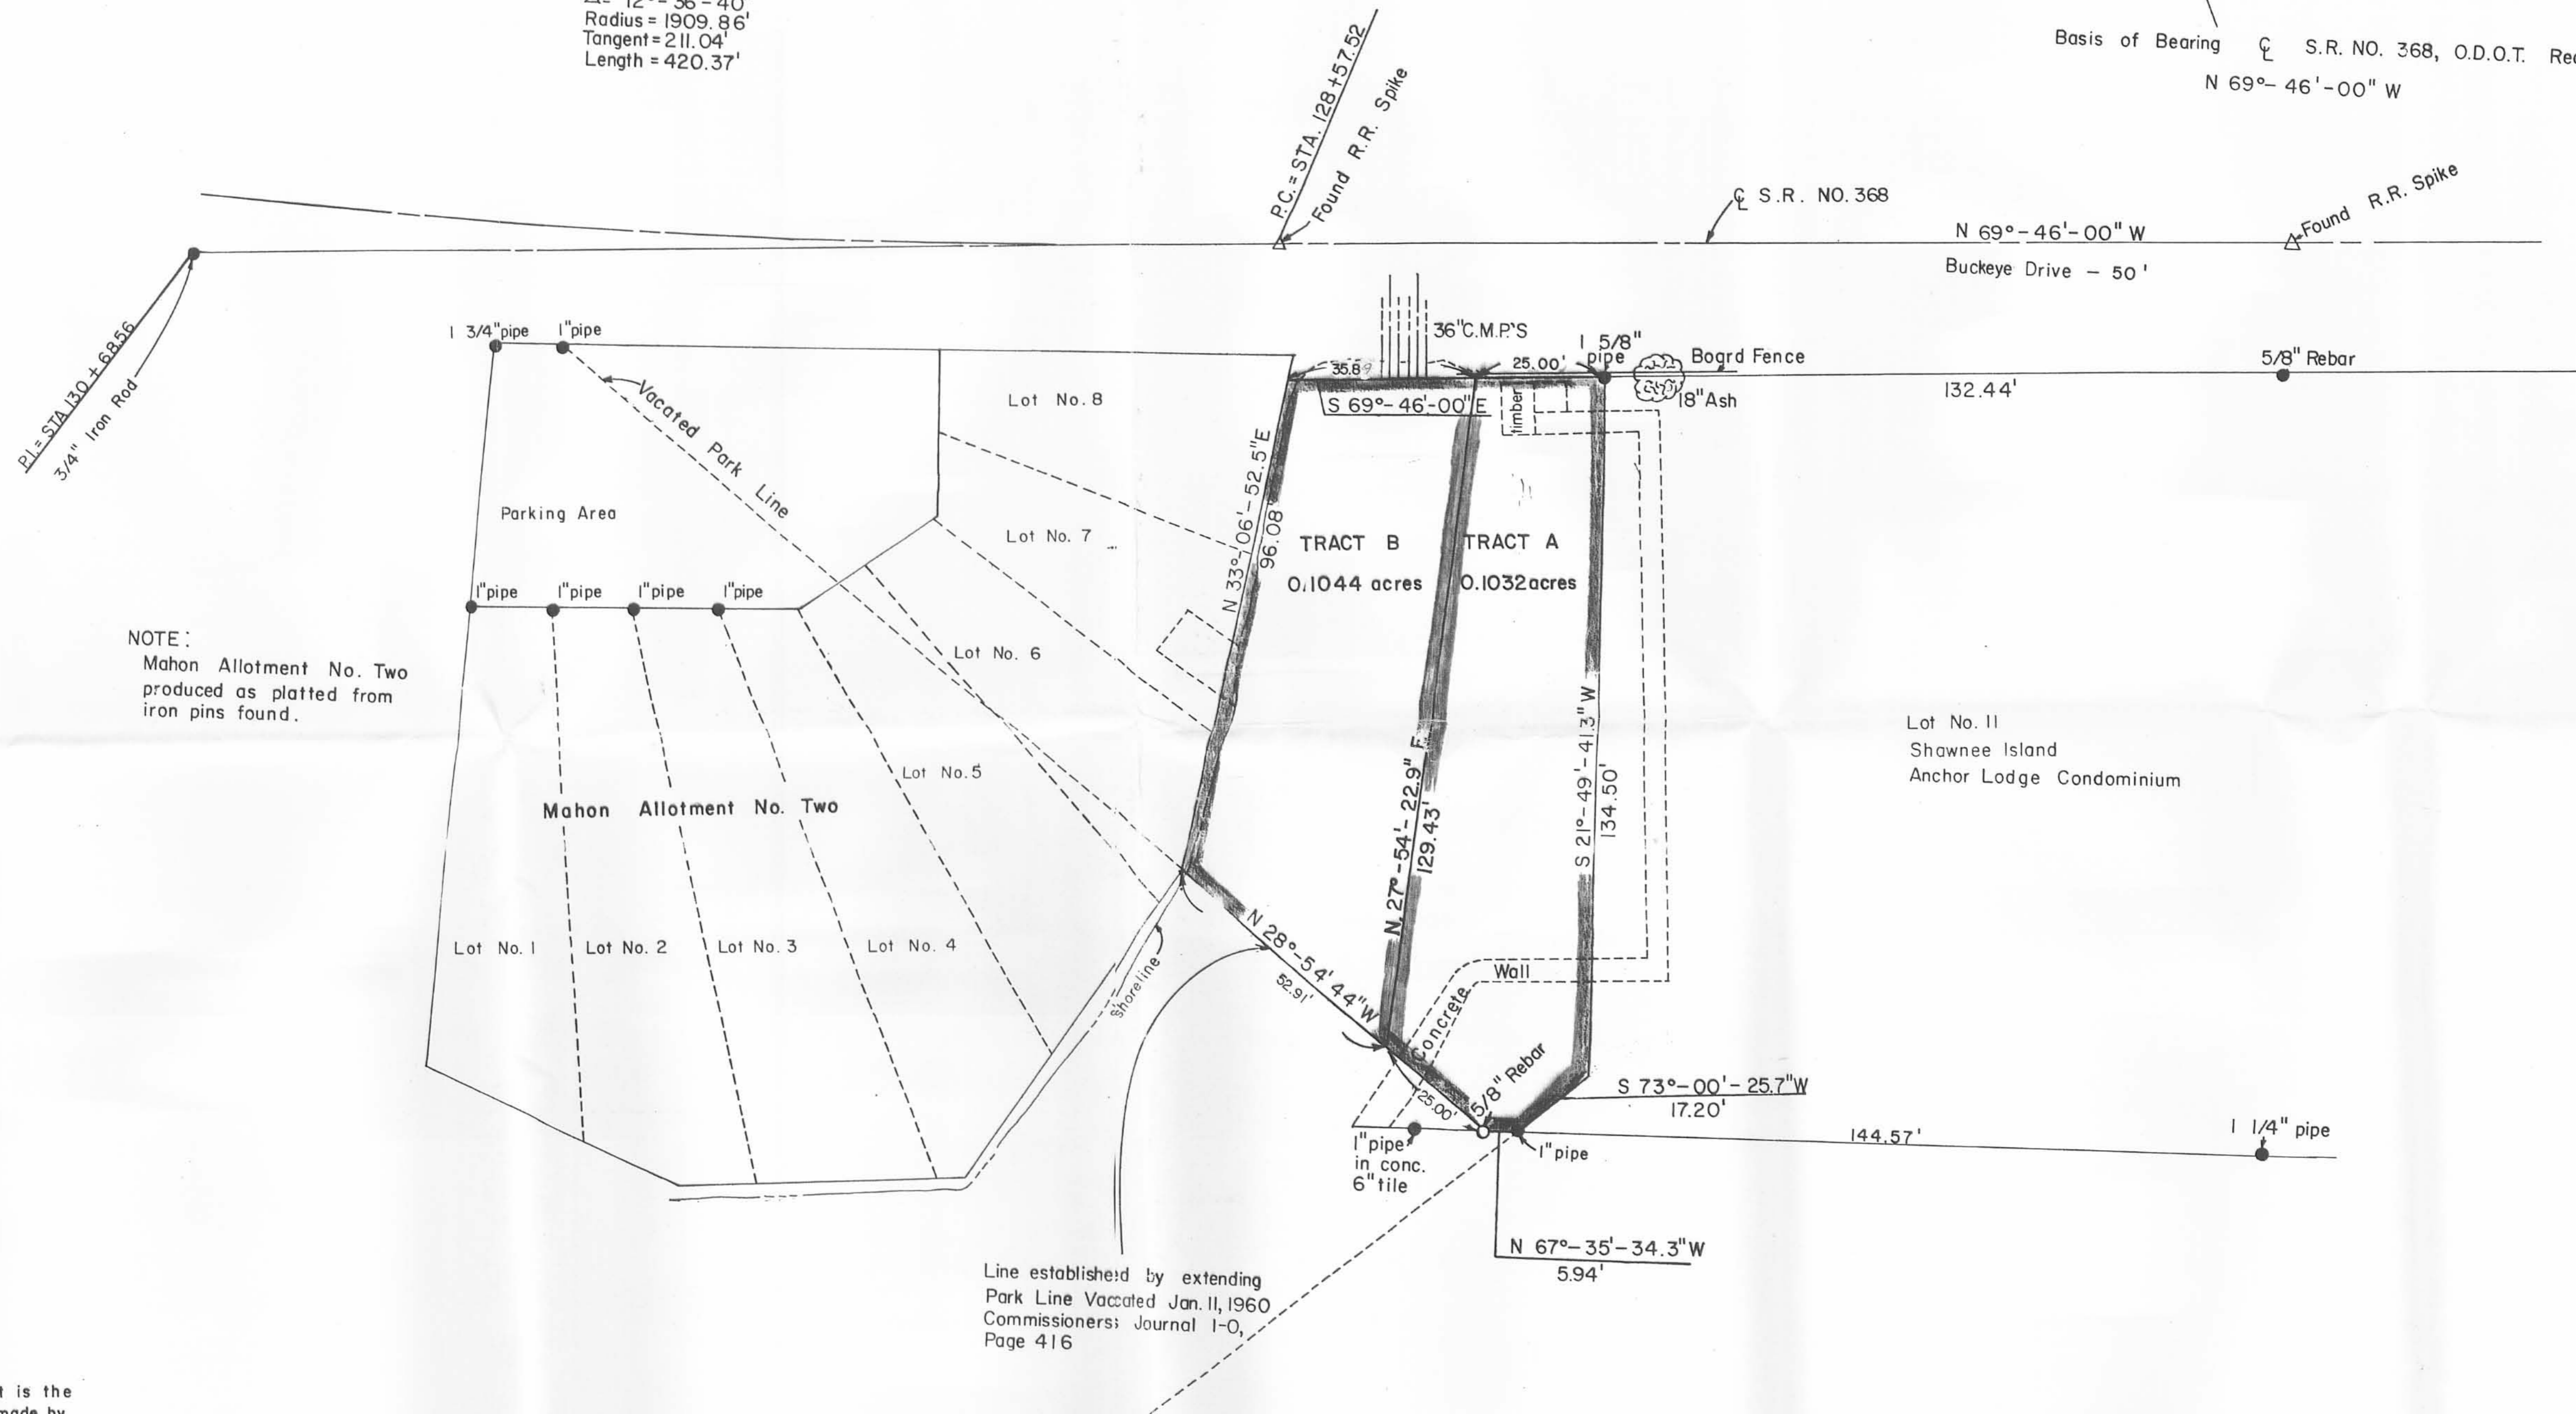 Radius = 1909.86'
Tangent = 211.04'
Length = 420.37'
Basis of Bearing ℄ S.R. NO. 368, O.D.O.T.
N 69°- 46'-00" W
P.C. = STA. 128+57.52
Found R.R. Spike
℄ S.R. NO. 368
N 69°- 46'-00" W
Found R.R. Spike
Buckeye Drive - 50'
P.I. = STA 130 + 68.56
3/4" Iron Rod
1 3/4" pipe
1" pipe
36" C.M.P.'S
1 5/8"
pipe
Board Fence
5/8" Rebar
35.89
25.00'
132.44'
18" Ash
S 69°- 46'-00" E
timber
Vacated Park Line
Lot No. 8
Parking Area
Lot No. 7
N 33°-06'-52.5" E
96.08'
TRACT B
0.1044 acres
TRACT A
0.1032 acres
1" pipe
1" pipe
1" pipe
1" pipe
NOTE:
Mahon Allotment No. Two
produced as platted from
iron pins found.
Lot No. 6
Lot No. 5
Mahon Allotment No. Two
N 27°-54'-22.9" E
129.43'
S 21°-49'-41.3" W
134.50'
Lot No. 11
Shawnee Island
Anchor Lodge Condominium
Lot No. 1
Lot No. 2
Lot No. 3
Lot No. 4
Shoreline
N 28°-54' 44" W
52.91'
Concrete
Wall
25.00'
5/8" Rebar
S 73°-00'-25.7" W
17.20'
1" pipe
in conc.
6" tile
1" pipe
144.57'
1 1/4" pipe
N 67°-35'-34.3" W
5.94'
Line established by extending
Park Line Vaccated Jan. 11, 1960
Commissioners; Journal 1-O,
Page 416
is the
made by